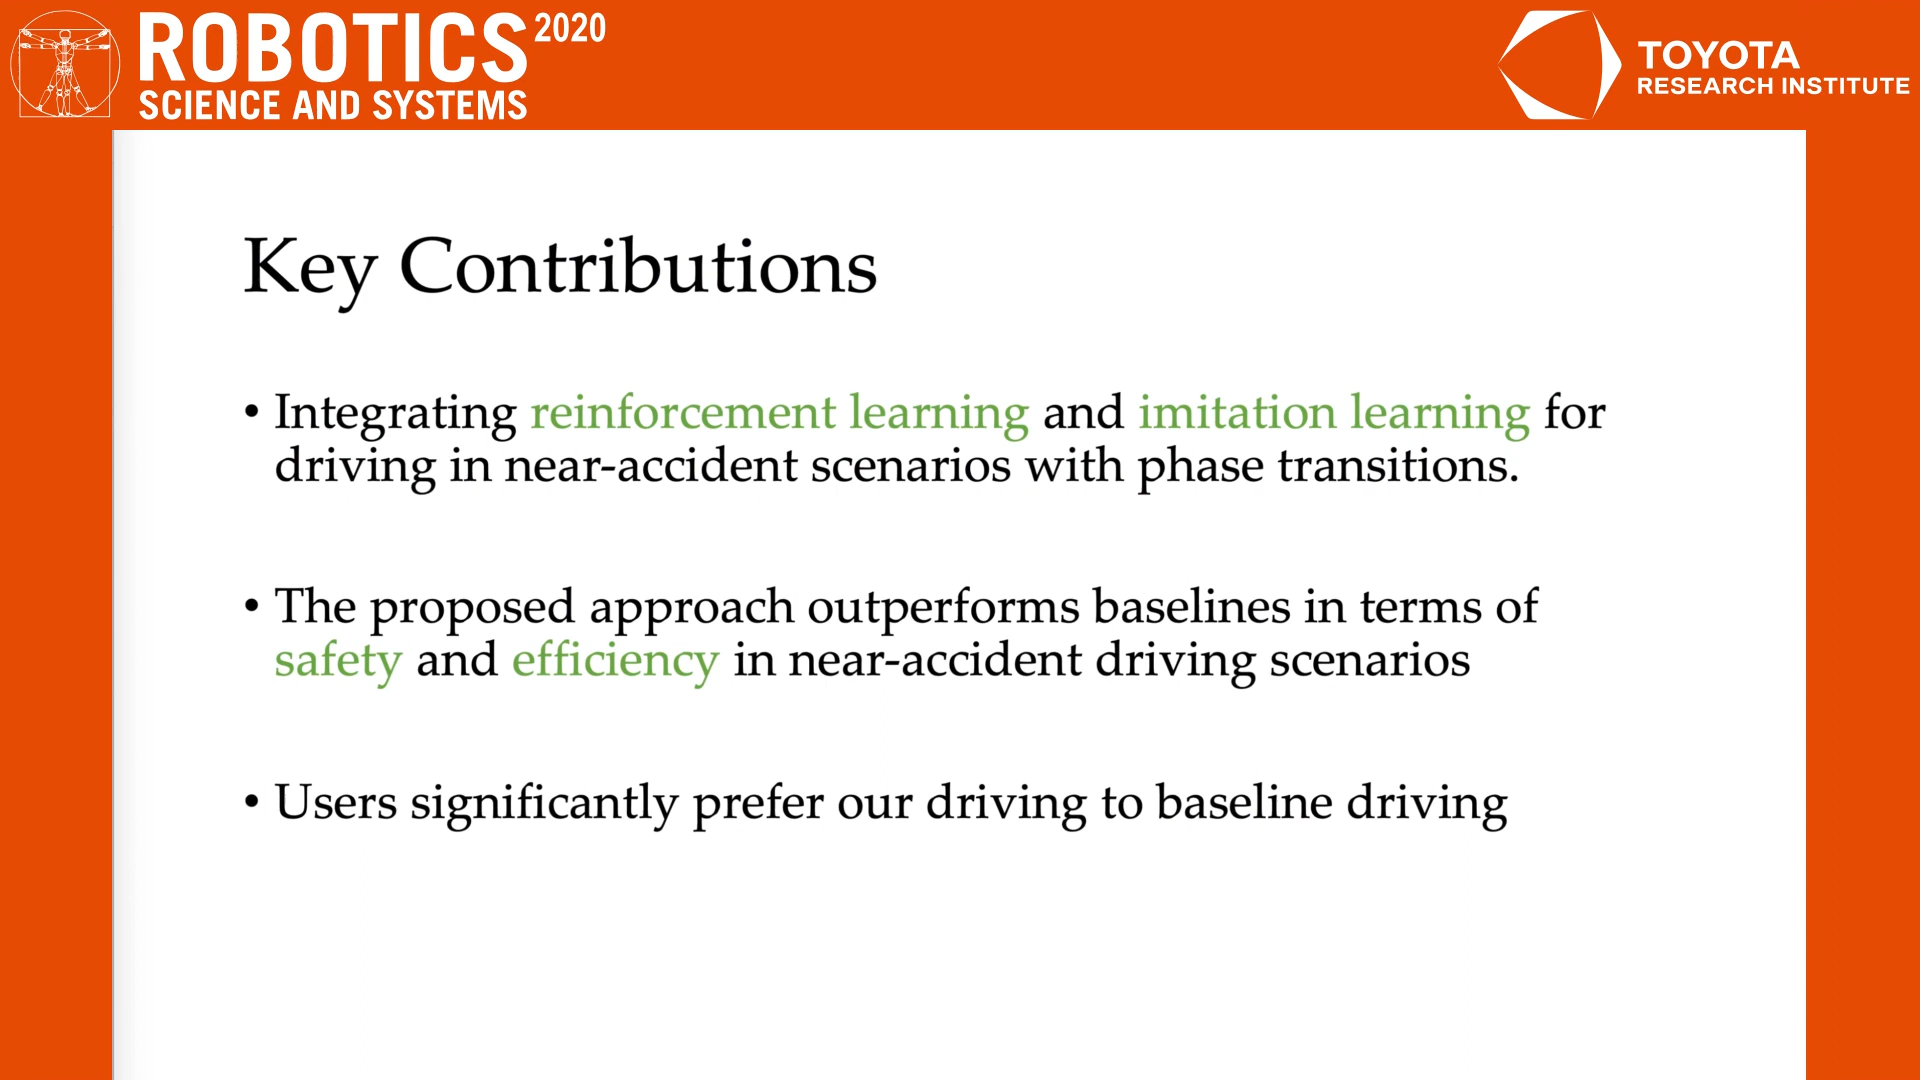 ROBOTICS 2020
SCIENCE AND SYSTEMS
TOYOTA
RESEARCH INSTITUTE
Key Contributions
• Integrating reinforcement learning and imitation learning for
driving in near-accident scenarios with phase transitions.
• The proposed approach outperforms baselines in terms of
safety and efficiency in near-accident driving scenarios
• Users significantly prefer our driving to baseline driving